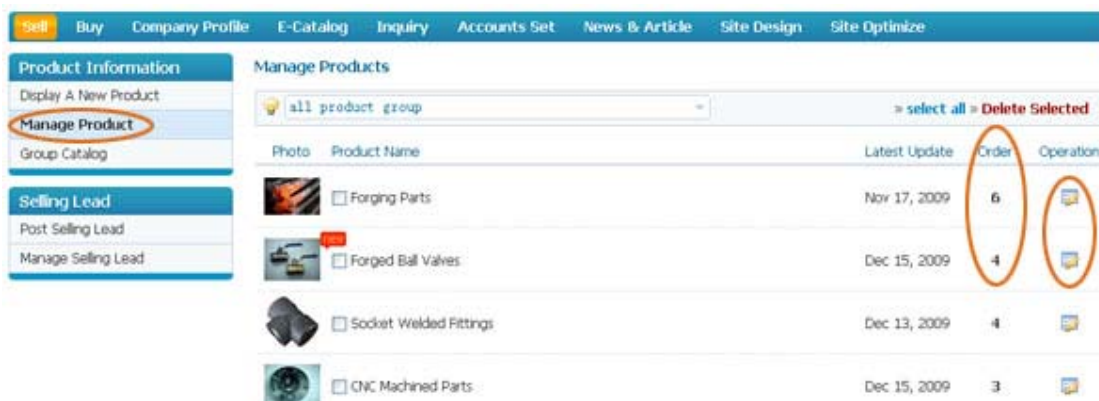 Sell Buy Company Profile E-Catalog Inquiry Accounts Set News & Article Site Design Site Optimize
Product Information
Display A New Product
Manage Product
Group Catalog
Selling Lead
Post Selling Lead
Manage Selling Lead
Manage Products
all product group » select all » Delete Selected
Photo Product Name Latest Update Order Operation
Forging Parts Nov 17, 2009 6
new
Forged Ball Valves Dec 15, 2009 4
Socket Welded Fittings Dec 13, 2009 4
CNC Machined Parts Dec 15, 2009 3